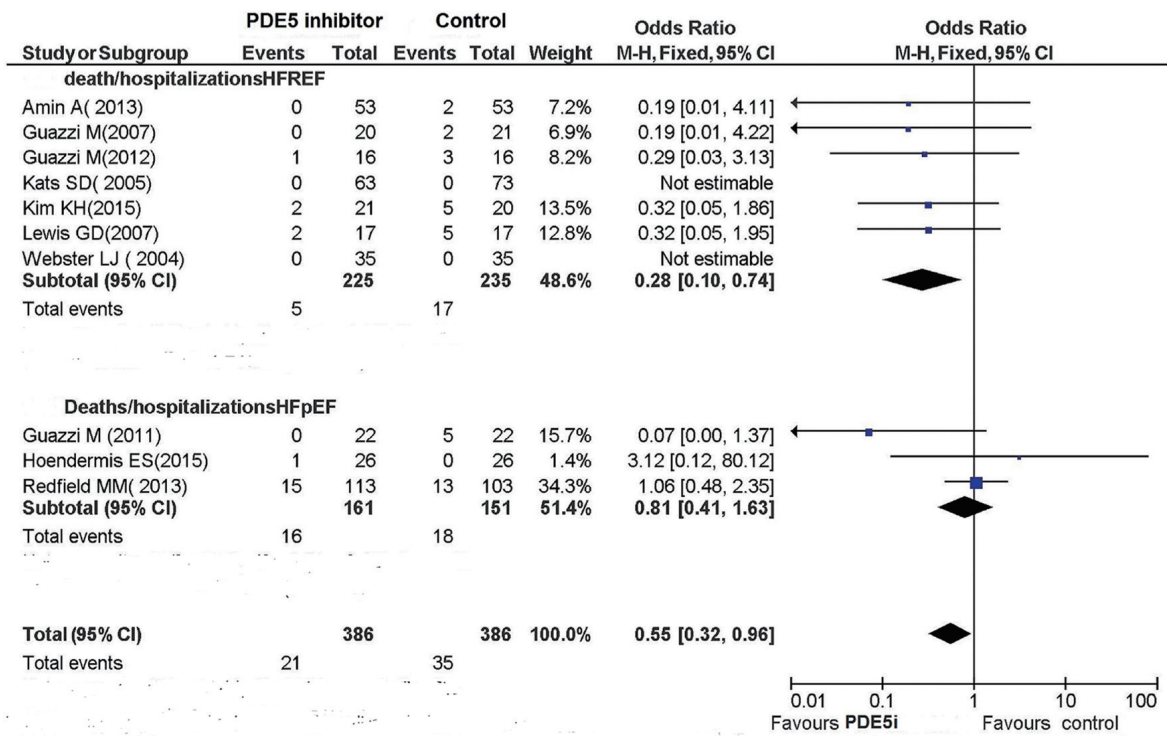 PDE5 inhibitor Control Odds Ratio Odds Ratio
Study or Subgroup Events Total Events Total Weight M-H, Fixed, 95% CI M-H, Fixed, 95% CI
death/hospitalizationsHFREF
Amin A( 2013) 0 53 2 53 7.2% 0.19 [0.01, 4.11]
Guazzi M(2007) 0 20 2 21 6.9% 0.19 [0.01, 4.22]
Guazzi M(2012) 1 16 3 16 8.2% 0.29 [0.03, 3.13]
Kats SD( 2005) 0 63 0 73 Not estimable
Kim KH(2015) 2 21 5 20 13.5% 0.32 [0.05, 1.86]
Lewis GD(2007) 2 17 5 17 12.8% 0.32 [0.05, 1.95]
Webster LJ ( 2004) 0 35 0 35 Not estimable
Subtotal (95% CI) 225 235 48.6% 0.28 [0.10, 0.74]
Total events 5 17
Deaths/hospitalizationsHFpEF
Guazzi M (2011) 0 22 5 22 15.7% 0.07 [0.00, 1.37]
Hoendermis ES(2015) 1 26 0 26 1.4% 3.12 [0.12, 80.12]
Redfield MM( 2013) 15 113 13 103 34.3% 1.06 [0.48, 2.35]
Subtotal (95% CI) 161 151 51.4% 0.81 [0.41, 1.63]
Total events 16 18
Total (95% CI) 386 386 100.0% 0.55 [0.32, 0.96]
Total events 21 35
0.01 0.1 1 10 100
Favours PDE5i Favours control